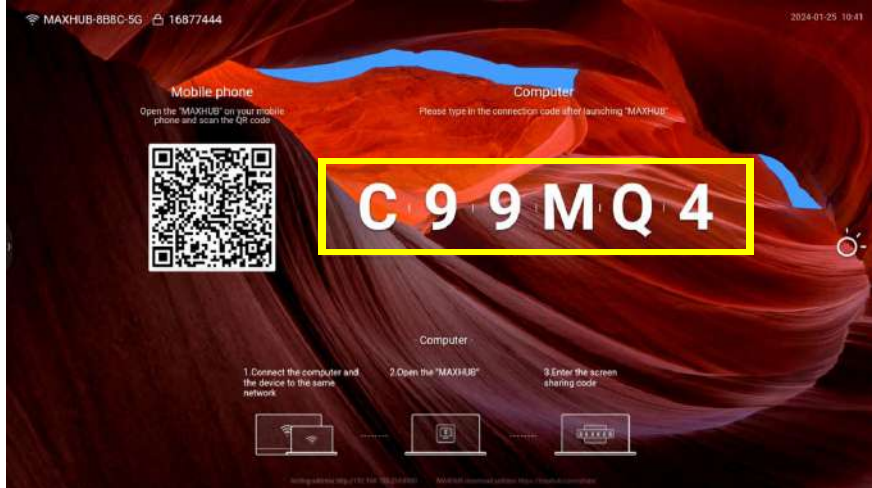 MAXHUB-8B8C-5G 16877444
2024-01-25 10:41
Mobile phone
Open the "MAXHUB" on your mobile
phone and scan the QR code
Computer
Please type in the connection code after launching "MAXHUB"
C 9 9 M Q 4
Computer
1.Connect the computer and
the device to the same
network
2.Open the "MAXHUB"
3.Enter the screen
sharing code